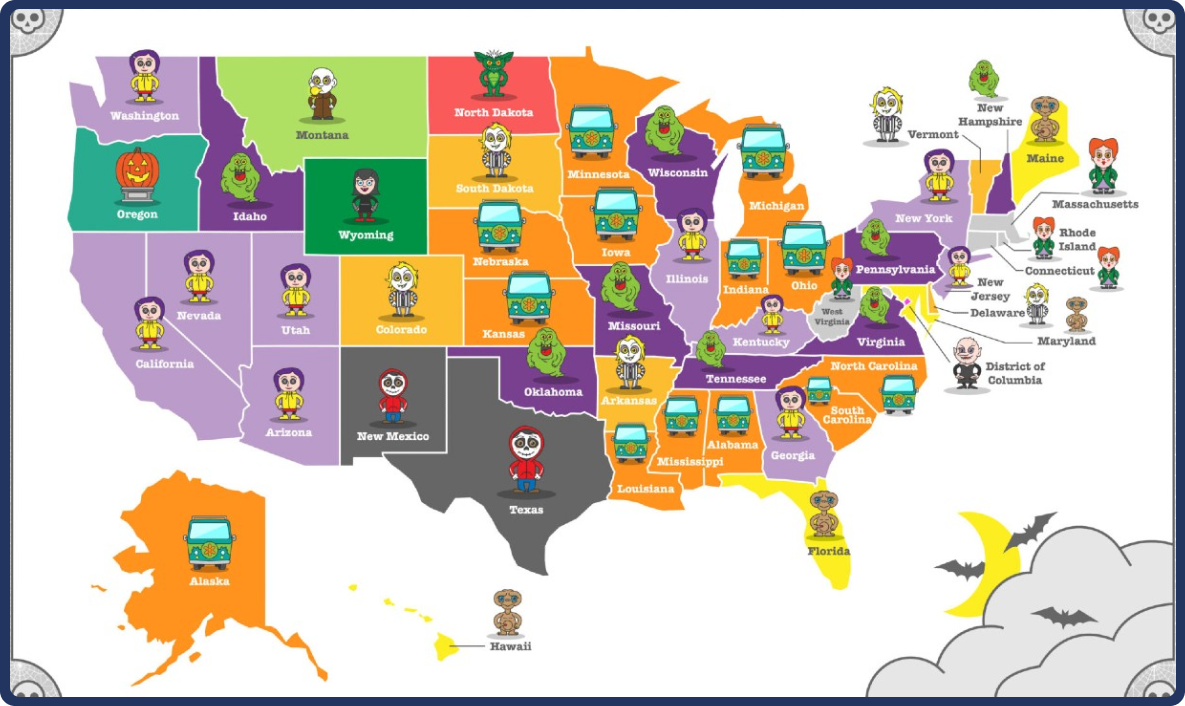 Washington
Montana
North Dakota
Minnesota
Wisconsin
Michigan
Vermont
New
Hampshire
Maine
Oregon
Idaho
Wyoming
South Dakota
Iowa
New York
Massachusetts
Rhode
Island
Connecticut
Nebraska
Illinois
Indiana
Ohio
Pennsylvania
New
Jersey
Delaware
Maryland
District of
Columbia
Nevada
Utah
Colorado
Kansas
Missouri
West
Virginia
Kentucky
Virginia
California
Arizona
New Mexico
Oklahoma
Arkansas
Tennessee
North Carolina
South
Carolina
Mississippi
Alabama
Georgia
Texas
Louisiana
Florida
Alaska
Hawaii